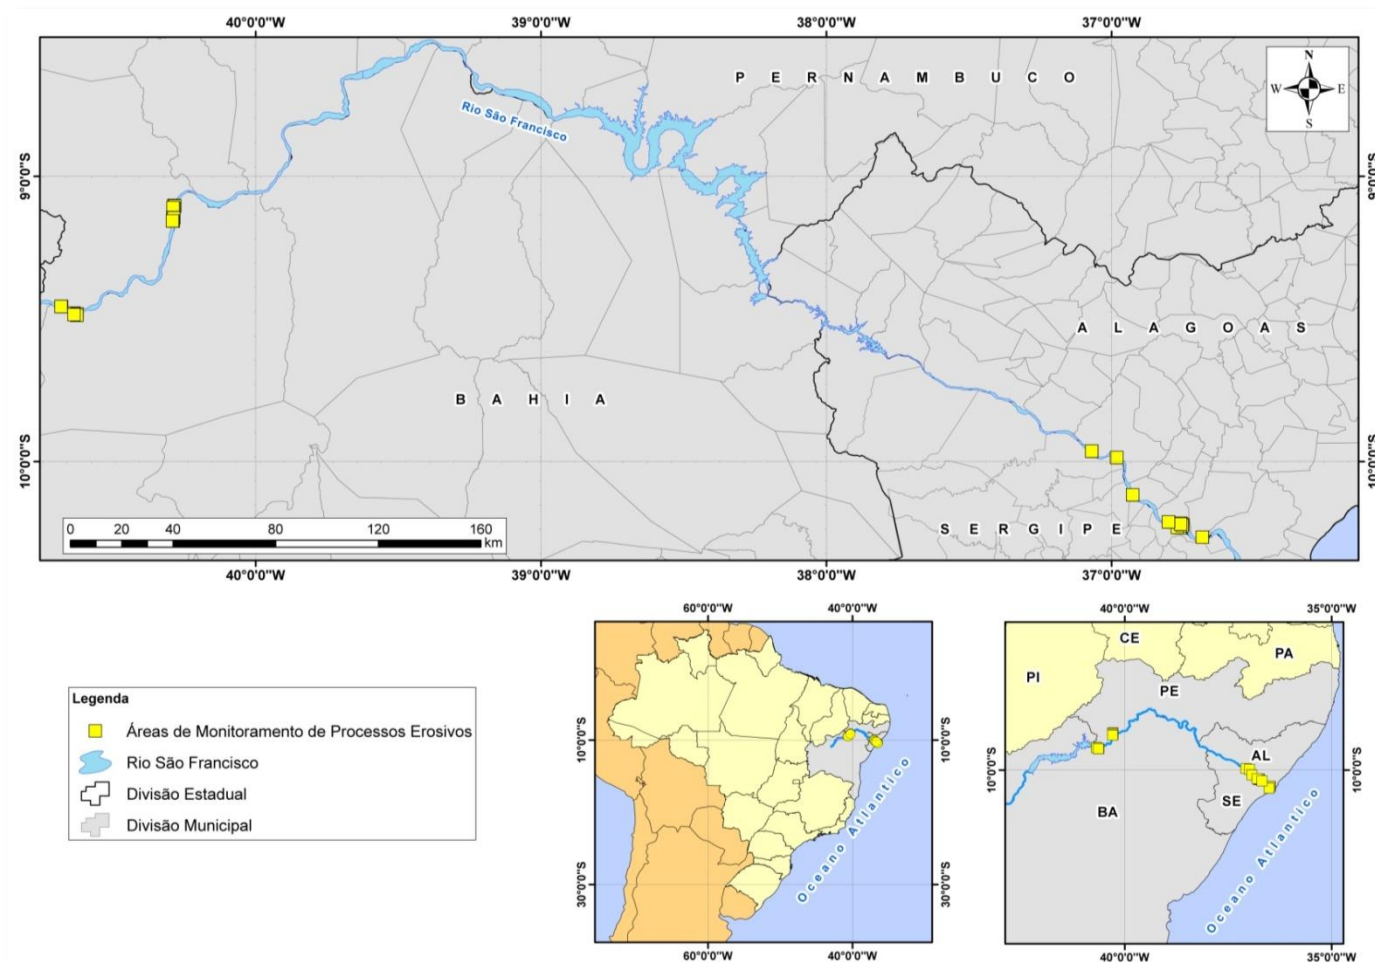 40°0'0"W 39°0'0"W 38°0'0"W 37°0'0"W
P E R N A M B U C O
N
W E
S
Rio São Francisco
9°0'0"S 9°0'0"S
A L A G O A S
B A H I A
10°0'0"S 10°0'0"S
S E R G I P E
0 20 40 80 120 160
km
40°0'0"W 39°0'0"W 38°0'0"W 37°0'0"W
Legenda
Áreas de Monitoramento de Processos Erosivos
Rio São Francisco
Divisão Estadual
Divisão Municipal
60°0'0"W 40°0'0"W
10°0'0"S 10°0'0"S
Oceano Atlantico
30°0'0"S 30°0'0"S
60°0'0"W 40°0'0"W
40°0'0"W 35°0'0"W
CE
PA
PI
PE
AL
10°0'0"S 10°0'0"S
SE
BA
Oceano Atlantico
40°0'0"W 35°0'0"W